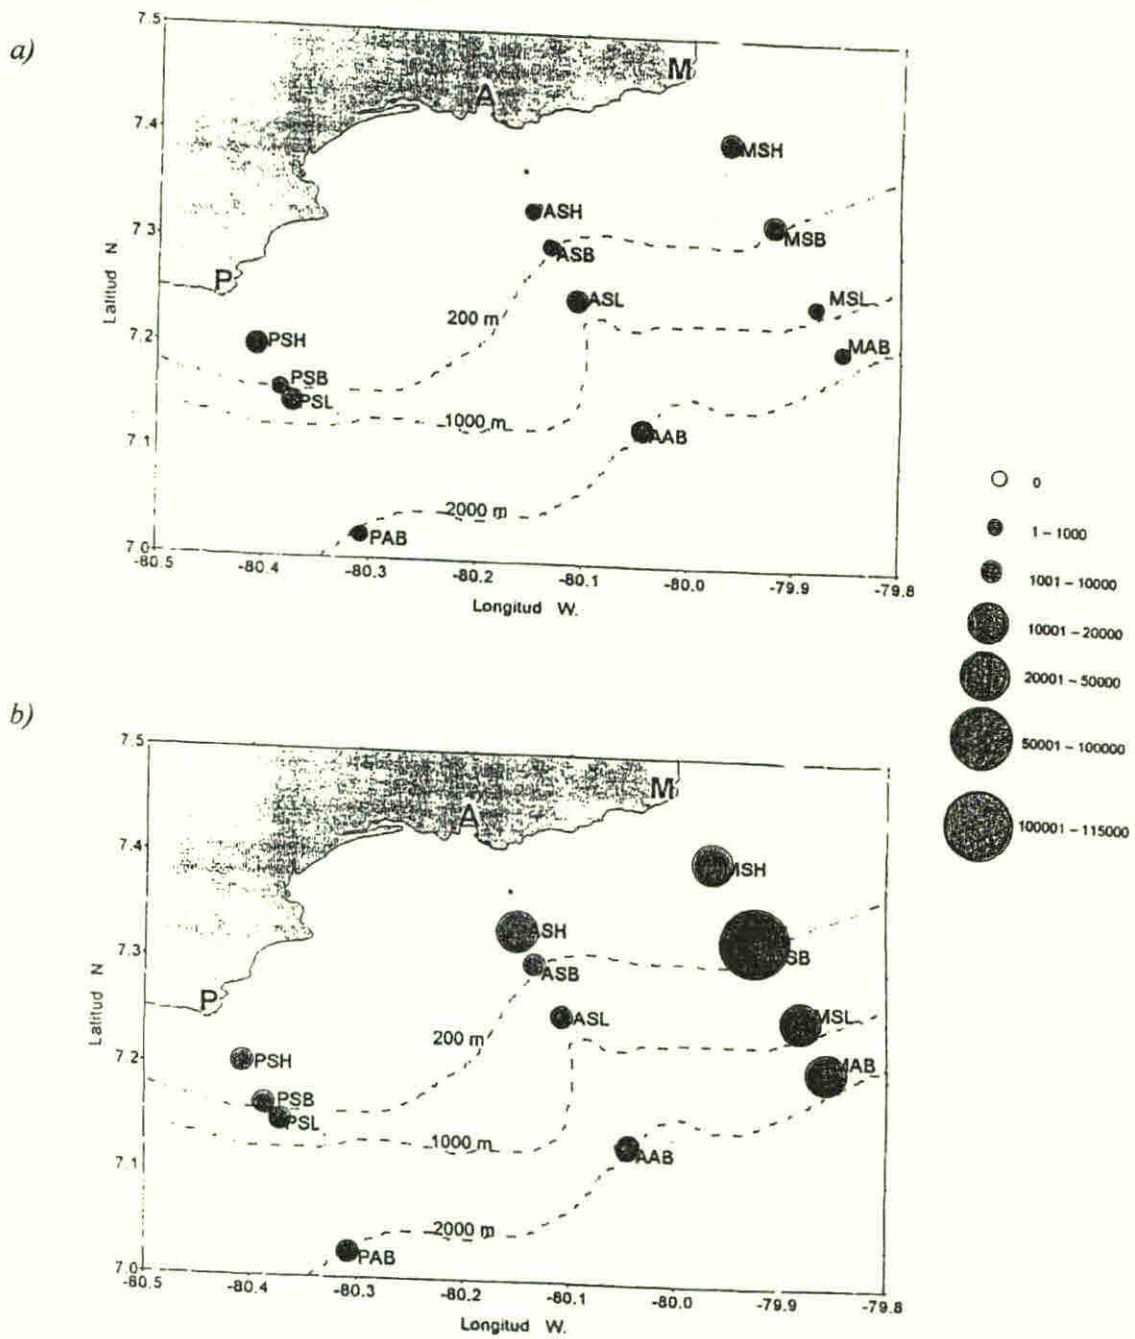 a)
7.5
7.4
7.3
7.2
7.1
7.0
Latitud N
M
A
P
MSH
ASH
ASB
MSB
ASL
MSL
MAB
PSH
PSB
PSL
AAB
PAB
200 m
1000 m
2000 m
-80.5
-80.4
-80.3
-80.2
-80.1
-80.0
-79.9
-79.8
Longitud W.
0
1 – 1000
1001 – 10000
10001 – 20000
20001 – 50000
50001 – 100000
100001 – 115000
b)
7.5
7.4
7.3
7.2
7.1
7.0
Latitud N
M
A
P
MSH
ASH
ASB
SB
ASL
MSL
MAB
PSH
PSB
PSL
AAB
PAB
200 m
1000 m
2000 m
-80.5
-80.4
-80.3
-80.2
-80.1
-80.0
-79.9
-79.8
Longitud W.